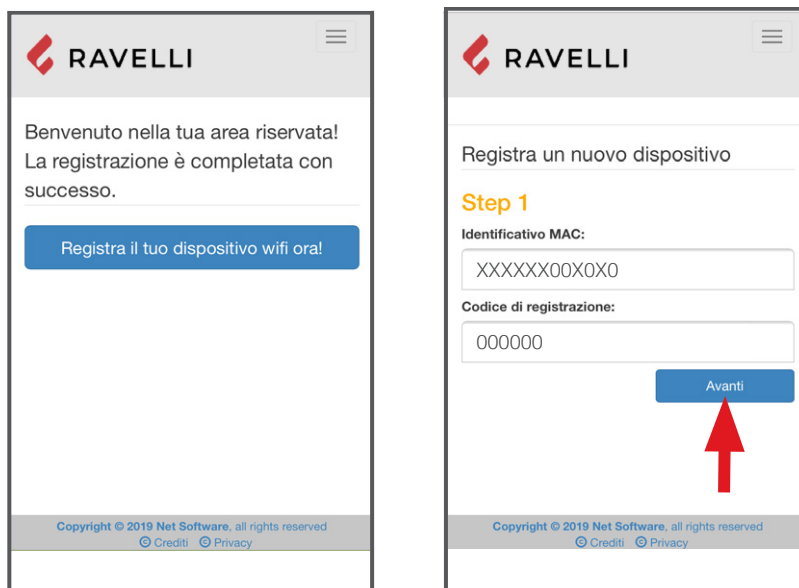 RAVELLI
Benvenuto nella tua area riservata!
La registrazione è completata con
successo.
Registra il tuo dispositivo wifi ora!
Copyright © 2019 Net Software, all rights reserved
© Crediti © Privacy
RAVELLI
Registra un nuovo dispositivo
Step 1
Identificativo MAC:
XXXXXX00X0X0
Codice di registrazione:
000000
Avanti
Copyright © 2019 Net Software, all rights reserved
© Crediti © Privacy